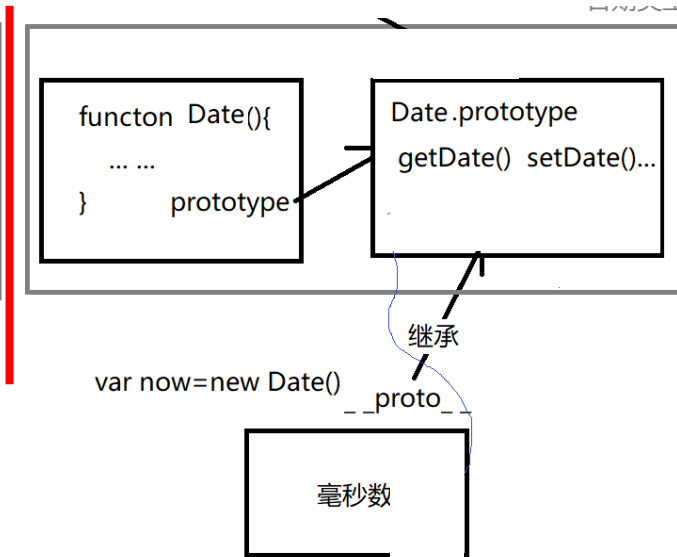 functon Date(){
... ...
} prototype
Date.prototype
getDate() setDate()...
继承
var now=new Date()
_ _proto_ _
毫秒数